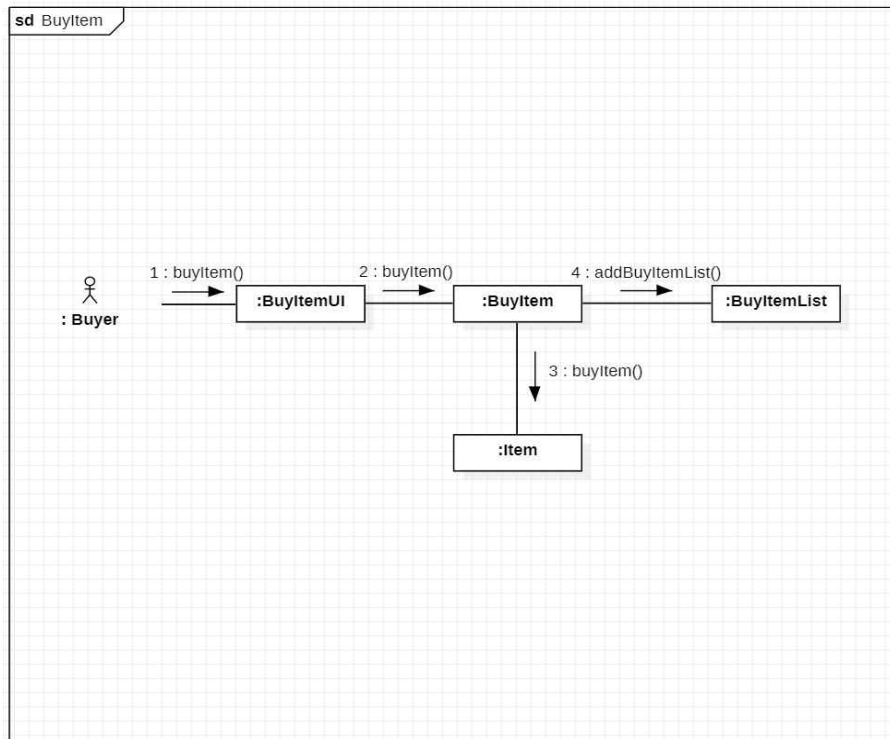 sd BuyItem
1 : buyItem()
2 : buyItem()
4 : addBuyItemList()
: Buyer
:BuyItemUI
:BuyItem
:BuyItemList
3 : buyItem()
:Item